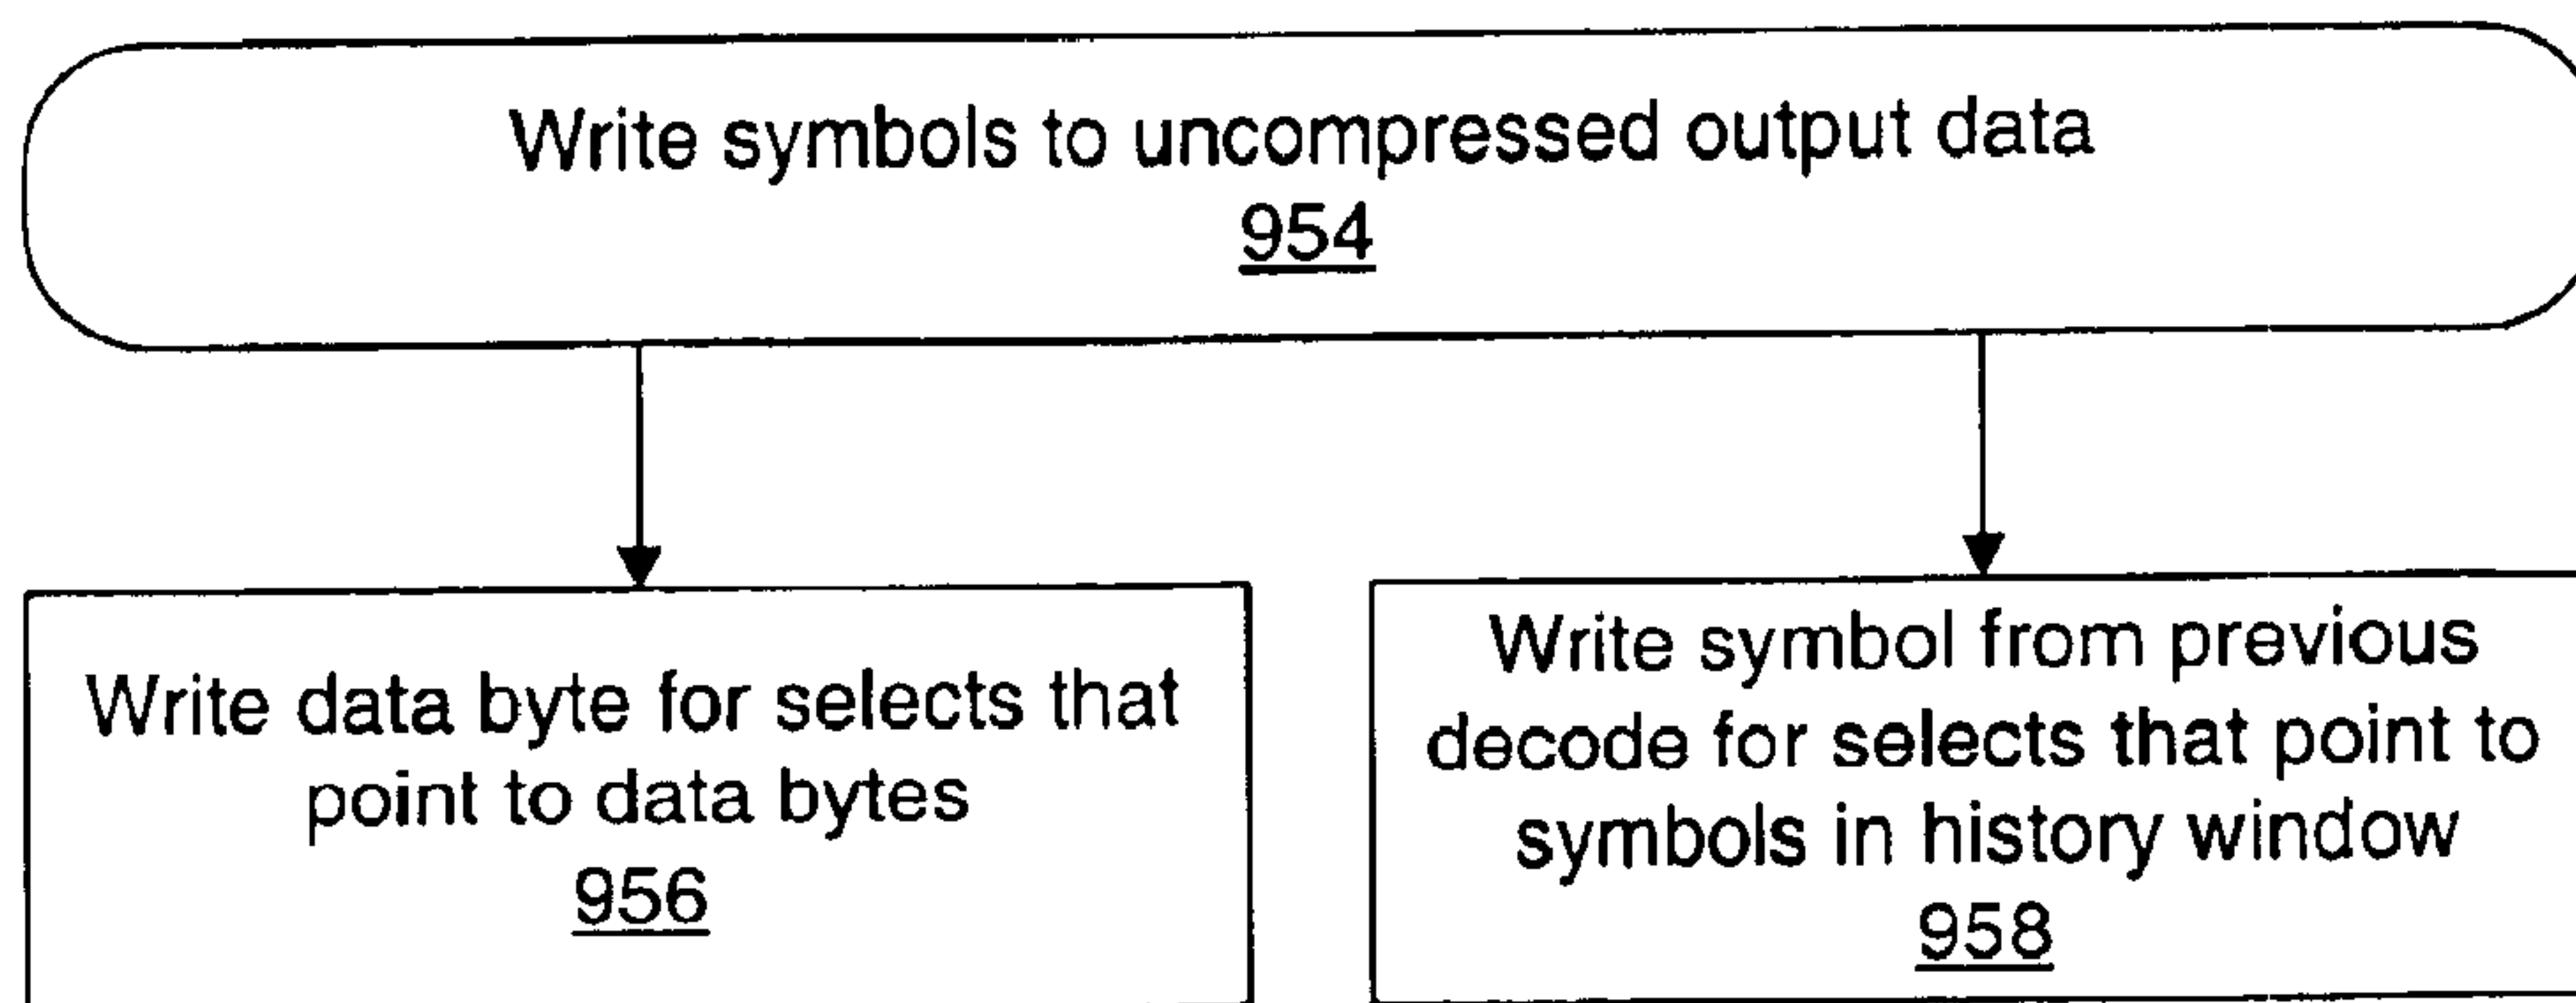 Write symbols to uncompressed output data
954
Write data byte for selects that
point to data bytes
956
Write symbol from previous
decode for selects that point to
symbols in history window
958